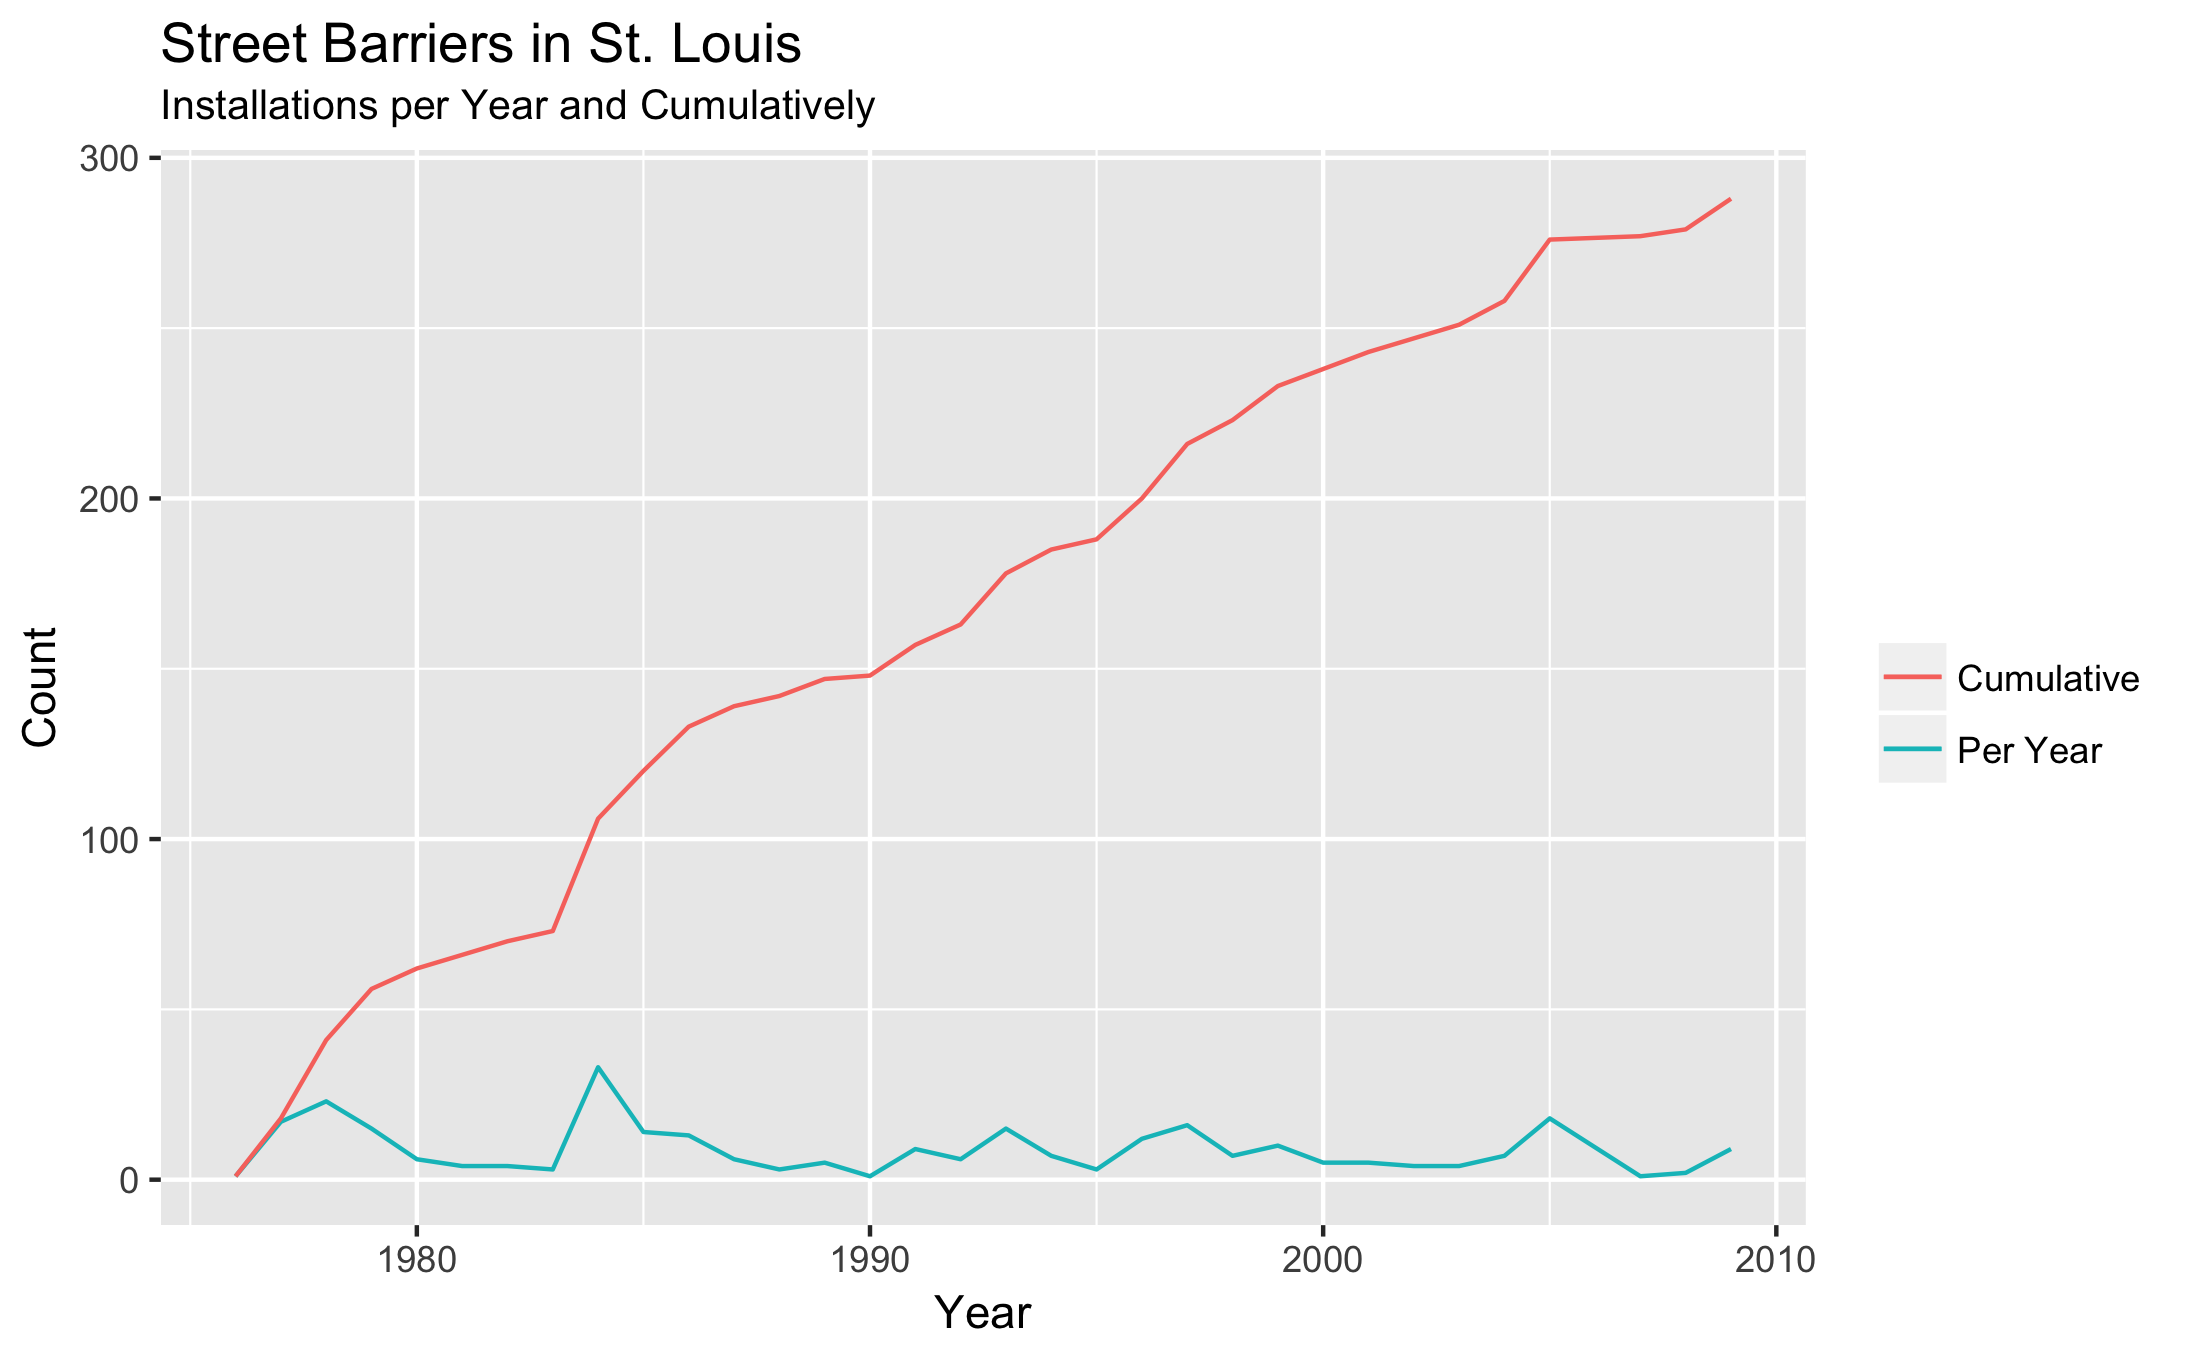 Street Barriers in St. Louis
Installations per Year and Cumulatively
300
200
100
0
Count
1980 1990 2000 2010
Year
Cumulative
Per Year